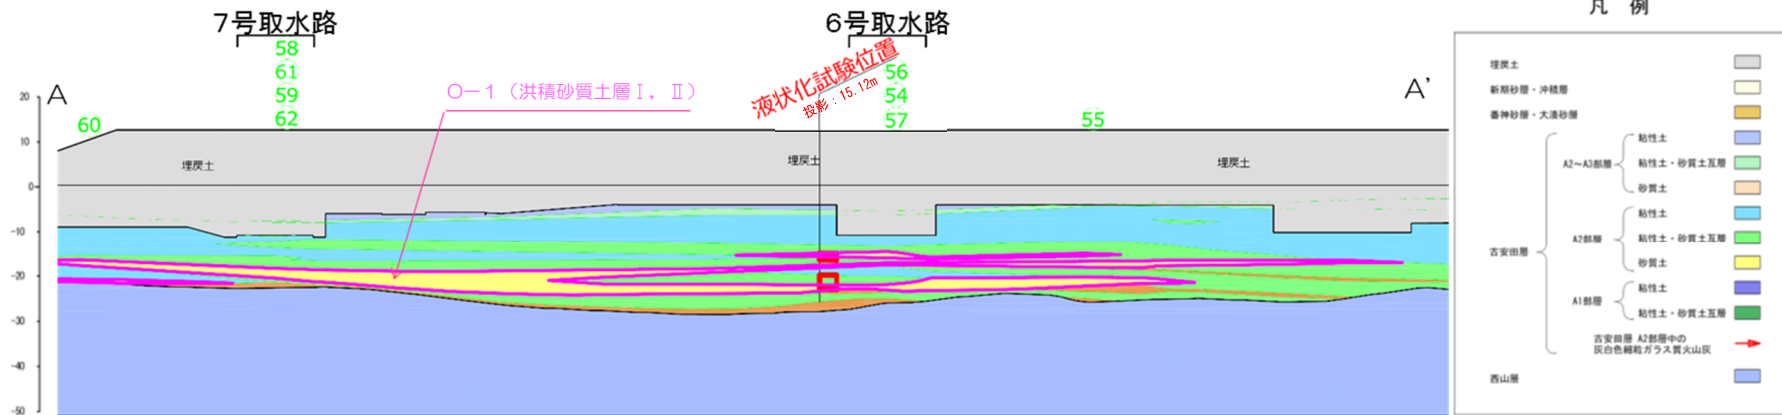 7号取水路
58
61
59
62
6号取水路
56
54
57
液状化試験位置
投影：15.12m
O－1（洪積砂質土層Ⅰ，Ⅱ）
A
A'
60
55
20
10
0
-10
-20
-30
-40
-50
埋戻土
埋戻土
埋戻土
凡 例
埋戻土
新期砂層・沖積層
番神砂層・大湊砂層
古安田層
A2～A3部層
粘性土
粘性土・砂質土互層
砂質土
A2部層
粘性土
粘性土・砂質土互層
砂質土
A1部層
粘性土
粘性土・砂質土互層
古安田層 A2部層中の
灰白色細粒ガラス質火山灰
西山層